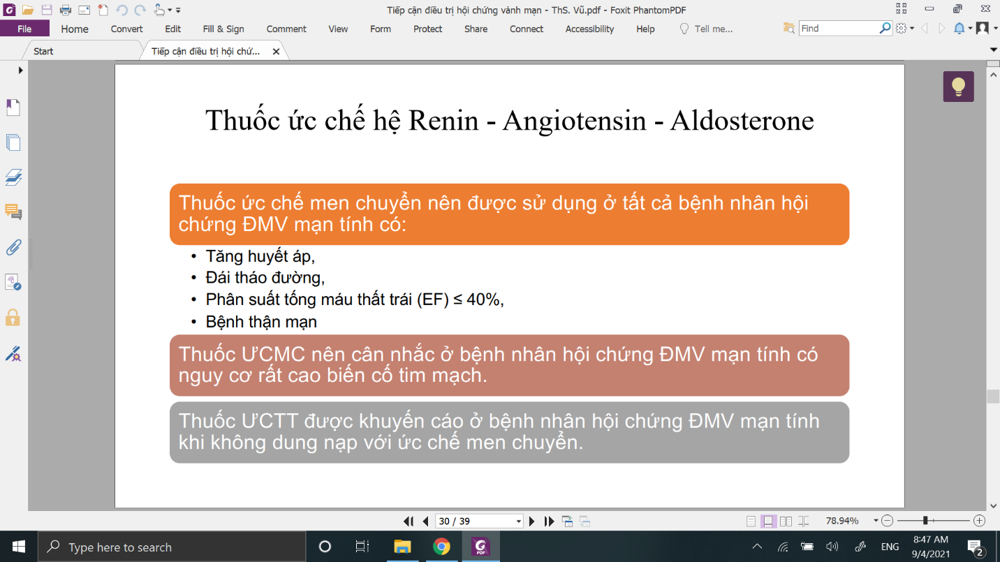 Tiếp cận điều trị hội chứng vành mạn - ThS. Vũ.pdf - Foxit PhantomPDF
File Home Convert Edit Fill & Sign Comment View Form Protect Share Connect Accessibility Help Tell me... Find
Start Tiếp cận điều trị hội chứ...
Thuốc ức chế hệ Renin - Angiotensin - Aldosterone
Thuốc ức chế men chuyển nên được sử dụng ở tất cả bệnh nhân hội
chứng ĐMV mạn tính có:
• Tăng huyết áp,
• Đái tháo đường,
• Phân suất tống máu thất trái (EF) ≤ 40%,
• Bệnh thận mạn
Thuốc ƯCMC nên cân nhắc ở bệnh nhân hội chứng ĐMV mạn tính có
nguy cơ rất cao biến cố tim mạch.
Thuốc ƯCTT được khuyến cáo ở bệnh nhân hội chứng ĐMV mạn tính
khi không dung nạp với ức chế men chuyển.
30 / 39 78.94%
Type here to search
PDF
ENG
8:47 AM
9/4/2021
2